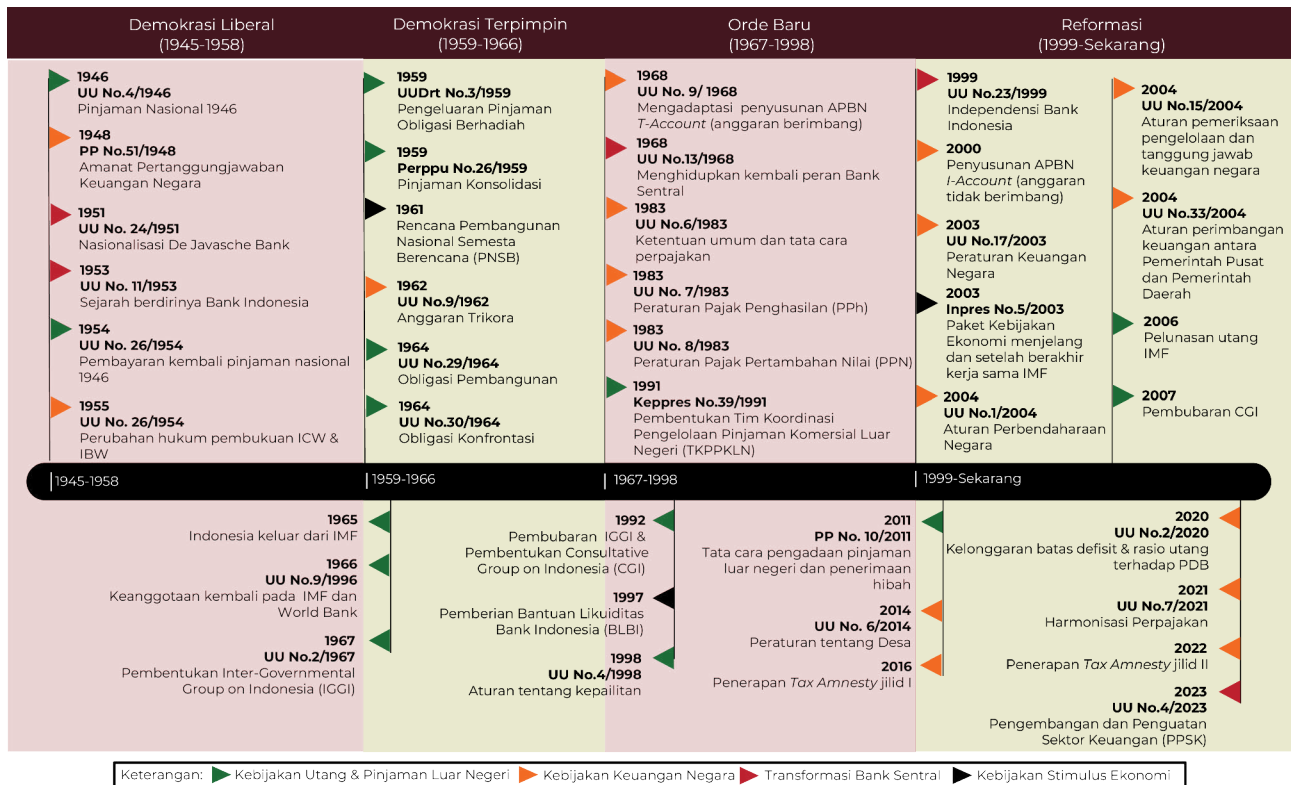 Demokrasi Liberal
(1945-1958)
Demokrasi Terpimpin
(1959-1966)
Orde Baru
(1967-1998)
Reformasi
(1999-Sekarang)
1946
UU No.4/1946
Pinjaman Nasional 1946
1948
PP No.51/1948
Amanat Pertanggungjawaban
Keuangan Negara
1951
UU No. 24/1951
Nasionalisasi De Javasche Bank
1953
UU No. 11/1953
Sejarah berdirinya Bank Indonesia
1954
UU No. 26/1954
Pembayaran kembali pinjaman nasional
1946
1955
UU No. 26/1954
Perubahan hukum pembukuan ICW &
IBW
1959
UUDrt No.3/1959
Pengeluran Pinjaman
Obligasi Berhadiah
1959
Perppu No.26/1959
Pinjaman Konsolidasi
1961
Rencana Pembangunan
Nasional Semesta
Berencana (PNSB)
1962
UU No.9/1962
Anggaran Trikora
1964
UU No.29/1964
Obligasi Pembangunan
1964
UU No.30/1964
Obligasi Konfrontasi
1968
UU No. 9/ 1968
Mengadaptasi penyusunan APBN
T-Account (anggaran berimbang)
1968
UU No.13/1968
Menghidupkan kembali peran Bank
Sentral
1983
UU No.6/1983
Ketentuan umum dan tata cara
perpajakan
1983
UU No. 7/1983
Peraturan Pajak Penghasilan (PPh)
1983
UU No. 8/1983
Peraturan Pajak Pertambahan Nilai (PPN)
1991
Keppres No.39/1991
Pembentukan Tim Koordinasi
Pengelolaan Pinjaman Komersial Luar
Negeri (TKPPKLN)
1999
UU No.23/1999
Independensi Bank
Indonesia
2000
Penyusunan APBN
I-Account (anggaran
tidak berimbang)
2003
UU No.17/2003
Peraturan Keuangan
Negara
2003
Inpres No.5/2003
Paket Kebijakan
Ekonomi menjelang
dan setelah berakhir
kerja sama IMF
2004
UU No.1/2004
Aturan Perbendaharaan
Negara
2004
UU No.15/2004
Aturan pemeriksaan
pengelolaan dan
tanggung jawab
keuangan negara
2004
UU No.33/2004
Aturan perimbangan
keuangan antara
Pemerintah Pusat
dan Pemerintah
Daerah
2006
Pelunasan utang
IMF
2007
Pembubaran CGI
1945-1958
1959-1966
1967-1998
1999-Sekarang
1965
Indonesia keluar dari IMF
1966
UU No.9/1996
Keanggotaan kembali pada IMF dan
World Bank
1967
UU No.2/1967
Pembentukan Inter-Governmental
Group on Indonesia (IGGI)
1992
Pembubaran IGGI &
Pembentukan Consultative
Group on Indonesia (CGI)
1997
Pemberian Bantuan Likuiditas
Bank Indonesia (BLBI)
1998
UU No.4/1998
Aturan tentang kepailitan
2011
PP No. 10/2011
Tata cara pengadaan pinjaman
luar negeri dan penerimaan
hibah
2014
UU No. 6/2014
Peraturan tentang Desa
2016
Penerapan Tax Amnesty jilid I
2020
UU No.2/2020
Kelonggaran batas defisit & rasio utang
terhadap PDB
2021
UU No.7/2021
Harmonisasi Perpajakan
2022
Penerapan Tax Amnesty jilid II
2023
UU No.4/2023
Pengembangan dan Penguatan
Sektor Keuangan (PPSK)
Keterangan: Kebijakan Utang & Pinjaman Luar Negeri Kebijakan Keuangan Negara Transformasi Bank Sentral Kebijakan Stimulus Ekonomi